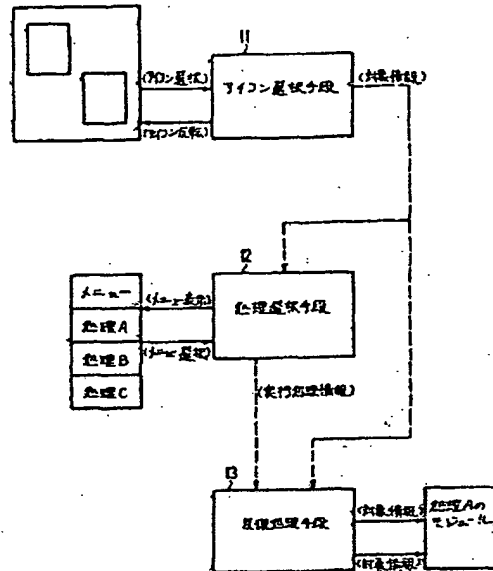 11
(アイコン選択)
アイコン選択手段
(対象情報)
(アイコン反転)
12
メニュー
(メニュー表示)
処理選択手段
処理A
(メニュー選択)
処理B
処理C
(実行処理情報)
13
処理手段
(対象情報)
処理Aの
モジュール
(対象情報)